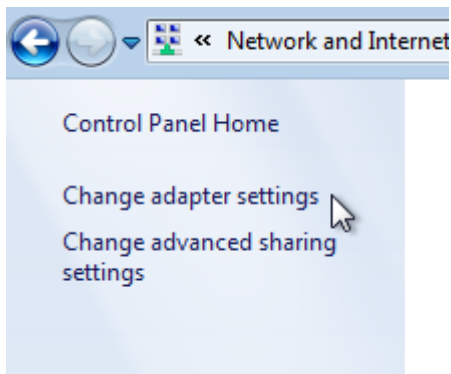 « Network and Internet
Control Panel Home
Change adapter settings
Change advanced sharing
settings